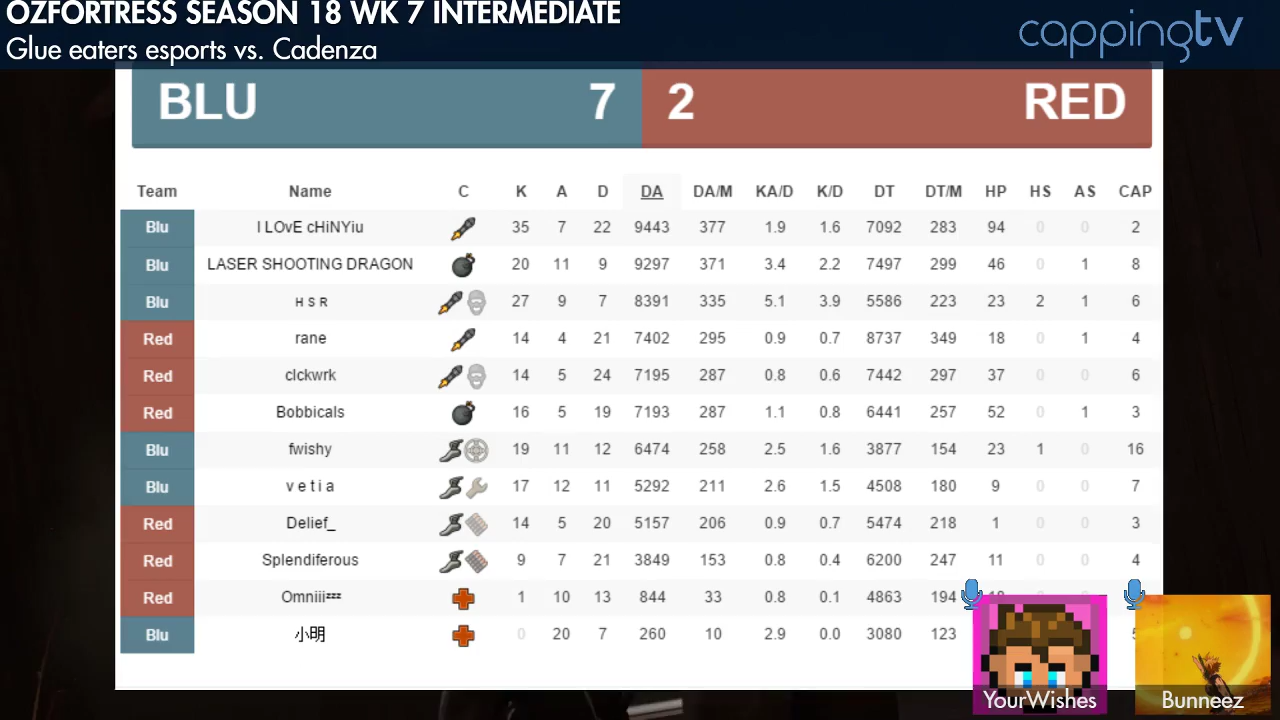 OZFORTRESS SEASON 18 WK 7 INTERMEDIATE
Glue eaters esports vs. Cadenza
cappingtv
BLU 7 2 RED
Team Name C K A D DA DA/M KA/D K/D DT DT/M HP HS AS CAP
Blu I LOvE cHiNYiu 35 7 22 9443 377 1.9 1.6 7092 283 94 0 0 2
Blu LASER SHOOTING DRAGON 20 11 9 9297 371 3.4 2.2 7497 299 46 0 1 8
Blu ʜ s ʀ 27 9 7 8391 335 5.1 3.9 5586 223 23 2 1 6
Red rane 14 4 21 7402 295 0.9 0.7 8737 349 18 0 1 4
Red clckwrk 14 5 24 7195 287 0.8 0.6 7442 297 37 0 0 6
Red Bobbicals 16 5 19 7193 287 1.1 0.8 6441 257 52 0 1 3
Blu fwishy 19 11 12 6474 258 2.5 1.6 3877 154 23 1 0 16
Blu v e t i a 17 12 11 5292 211 2.6 1.5 4508 180 9 0 0 7
Red Delief_ 14 5 20 5157 206 0.9 0.7 5474 218 1 0 0 3
Red Splendiferous 9 7 21 3849 153 0.8 0.4 6200 247 11 0 0 4
Red Omniiiᶻᶻᶻ 1 10 13 844 33 0.8 0.1 4863 194
Blu 小明 0 20 7 260 10 2.9 0.0 3080 123
YourWishes Bunneez